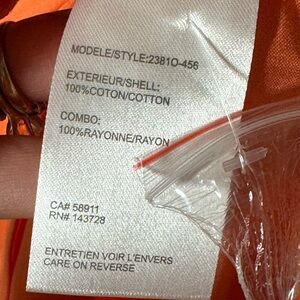 MODELE/STYLE:2381O-456
EXTERIEUR/SHELL:
100%COTON/COTTON
COMBO:
100%RAYONNE/RAYON
CA# 58911
RN# 143728
ENTRETIEN VOIR L'ENVERS
CARE ON REVERSE